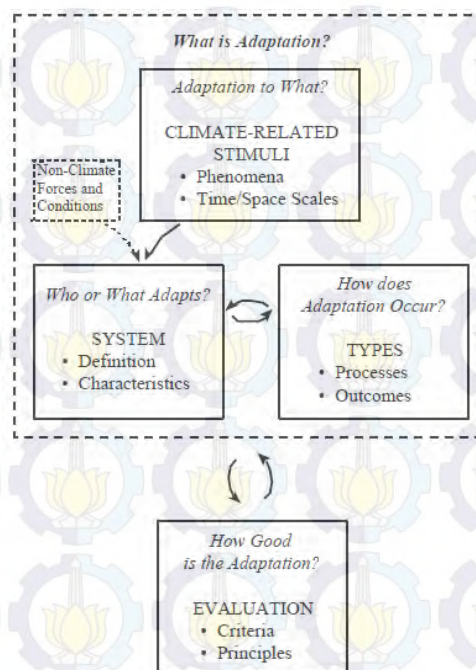 What is Adaptation?
Adaptation to What?
CLIMATE-RELATED
STIMULI
• Phenomena
• Time/Space Scales
Non-Climate
Forces and
Conditions
Who or What Adapts?
SYSTEM
• Definition
• Characteristics
How does
Adaptation Occur?
TYPES
• Processes
• Outcomes
How Good
is the Adaptation?
EVALUATION
• Criteria
• Principles